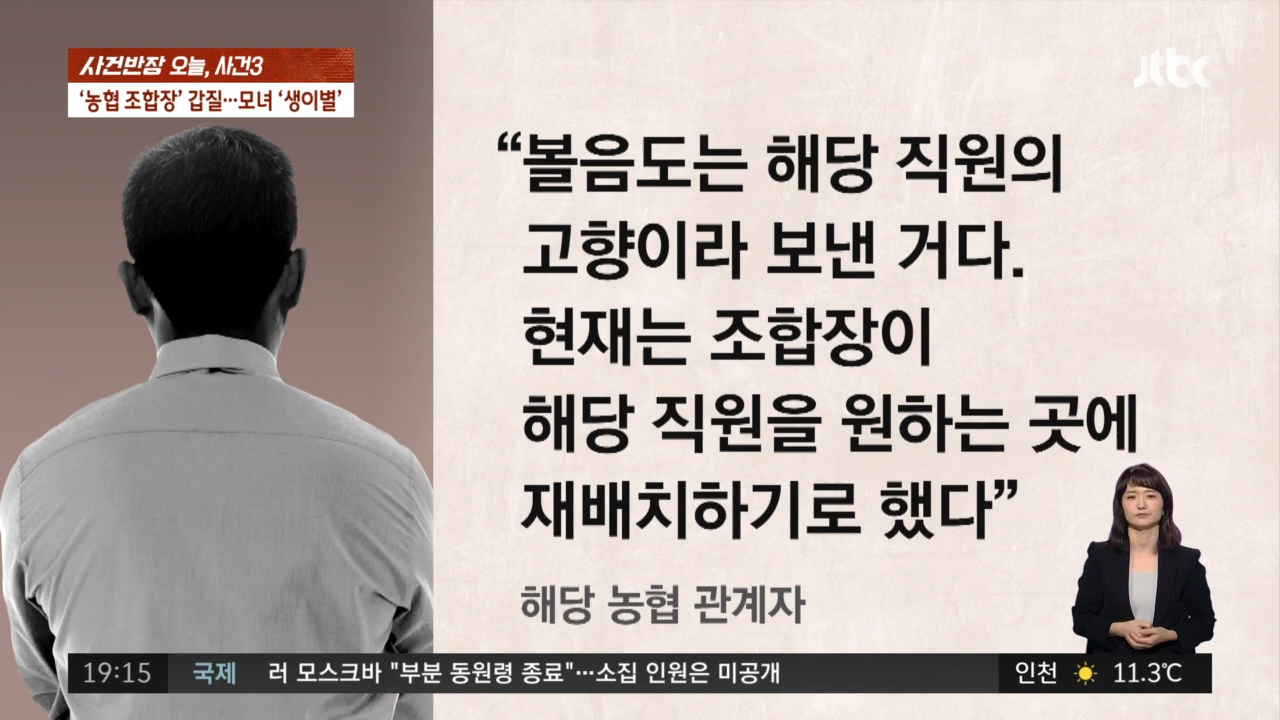 사건반장 오늘, 사건3
‘농협 조합장’ 갑질…모녀 ‘생이별’
jtbc
“볼음도는 해당 직원의
고향이라 보낸 거다.
현재는 조합장이
해당 직원을 원하는 곳에
재배치하기로 했다”
해당 농협 관계자
19:15 국제 러 모스크바 "부분 동원령 종료"…소집 인원은 미공개 인천 11.3℃